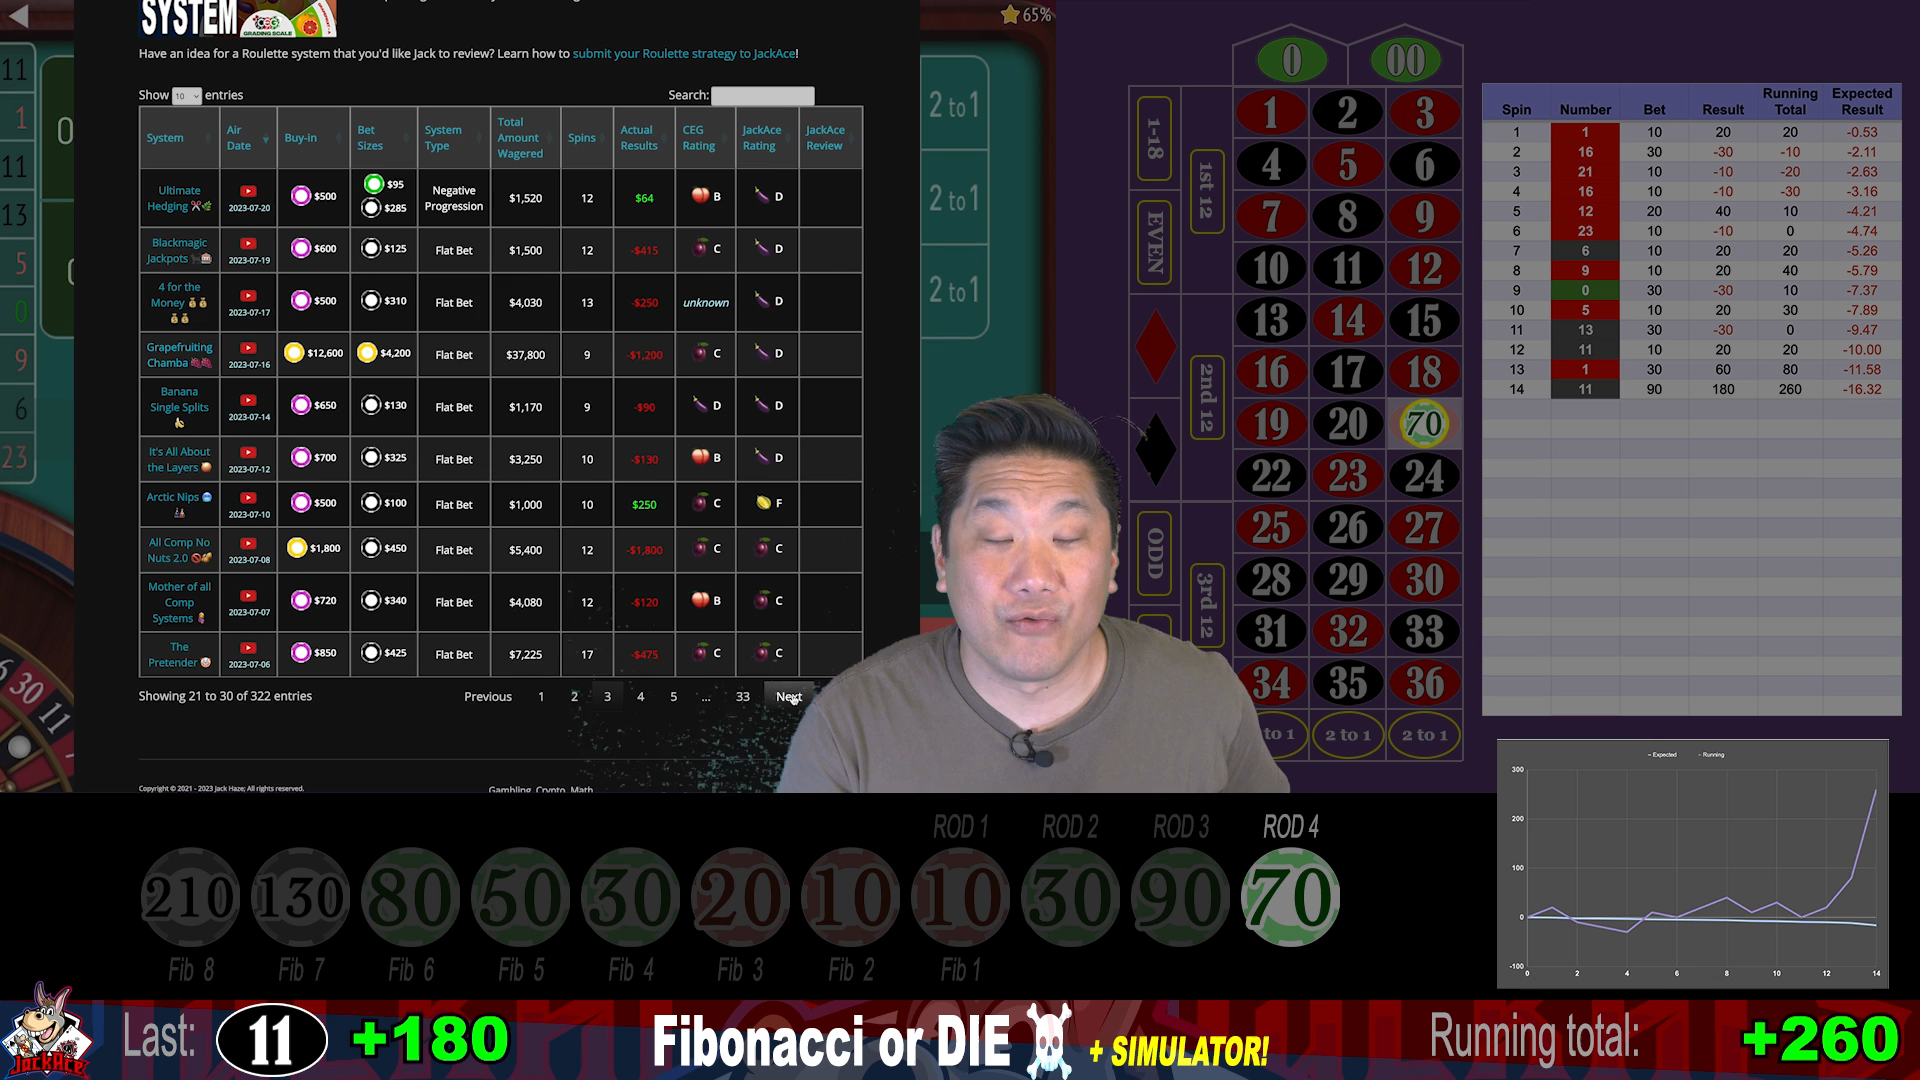 SYSTEM
Have an idea for a Roulette system that you'd like Jack to review? Learn how to submit your Roulette strategy to JackAce!
Show 10 entries
Search:
System Air Date Buy-in Bet Sizes System Type Total Amount Wagered Spins Actual Results CEG Rating JackAce Rating JackAce Review
Ultimate Hedging 2023-07-20 $500 $95 $285 Negative Progression $1,520 12 $64 B D
Blackmagic Jackpots 2023-07-19 $600 $125 Flat Bet $1,500 12 -$415 C D
4 for the Money 2023-07-17 $500 $310 Flat Bet $4,030 13 -$250 unknown D
Grapefruiting Chamba 2023-07-16 $12,600 $4,200 Flat Bet $37,800 9 -$1,200 C D
Banana Single Splits 2023-07-14 $650 $130 Flat Bet $1,170 9 -$90 D D
It's All About the Layers 2023-07-12 $700 $325 Flat Bet $3,250 10 -$130 B D
Arctic Nips 2023-07-10 $500 $100 Flat Bet $1,000 10 $250 C F
All Comp No Nuts 2.0 2023-07-08 $1,800 $450 Flat Bet $5,400 12 -$1,800 C C
Mother of all Comp Systems 2023-07-07 $720 $340 Flat Bet $4,080 12 -$120 B C
The Pretender 2023-07-06 $850 $425 Flat Bet $7,225 17 -$475 C C
Showing 21 to 30 of 322 entries
Previous 1 2 3 4 5 ... 33 Next
Copyright © 2021 - 2023 Jack Haze; All rights reserved.
Gambling, Crypto, Math
11
1
11
13
5
0
9
6
23
6 30 11
65%
2 to 1
2 to 1
2 to 1
0 00
1-18
EVEN
ODD
1st 12
2nd 12
3rd 12
1 2 3
4 5 6
7 8 9
10 11 12
13 14 15
16 17 18
19 20 70
22 23 24
25 26 27
28 29 30
31 32 33
34 35 36
to 1 2 to 1 2 to 1
Spin Number Bet Result Running Total Expected Result
1 1 10 20 20 -0.53
2 16 30 -30 -10 -2.11
3 21 10 -10 -20 -2.63
4 16 10 -10 -30 -3.16
5 12 20 40 10 -4.21
6 23 10 -10 0 -4.74
7 6 10 20 20 -5.26
8 9 10 20 40 -5.79
9 0 30 -30 10 -7.37
10 5 10 20 30 -7.89
11 13 30 -30 0 -9.47
12 11 10 20 20 -10.00
13 1 30 60 80 -11.58
14 11 90 180 260 -16.32
Expected Running
300
200
100
0
-100
0 2 4 6 8 10 12 14
ROD 1 ROD 2 ROD 3 ROD 4
210 130 80 50 30 20 10 10 30 90 70
Fib 8 Fib 7 Fib 6 Fib 5 Fib 4 Fib 3 Fib 2 Fib 1
JackAce
Last: 11 +180
Fibonacci or DIE + SIMULATOR!
Running total: +260